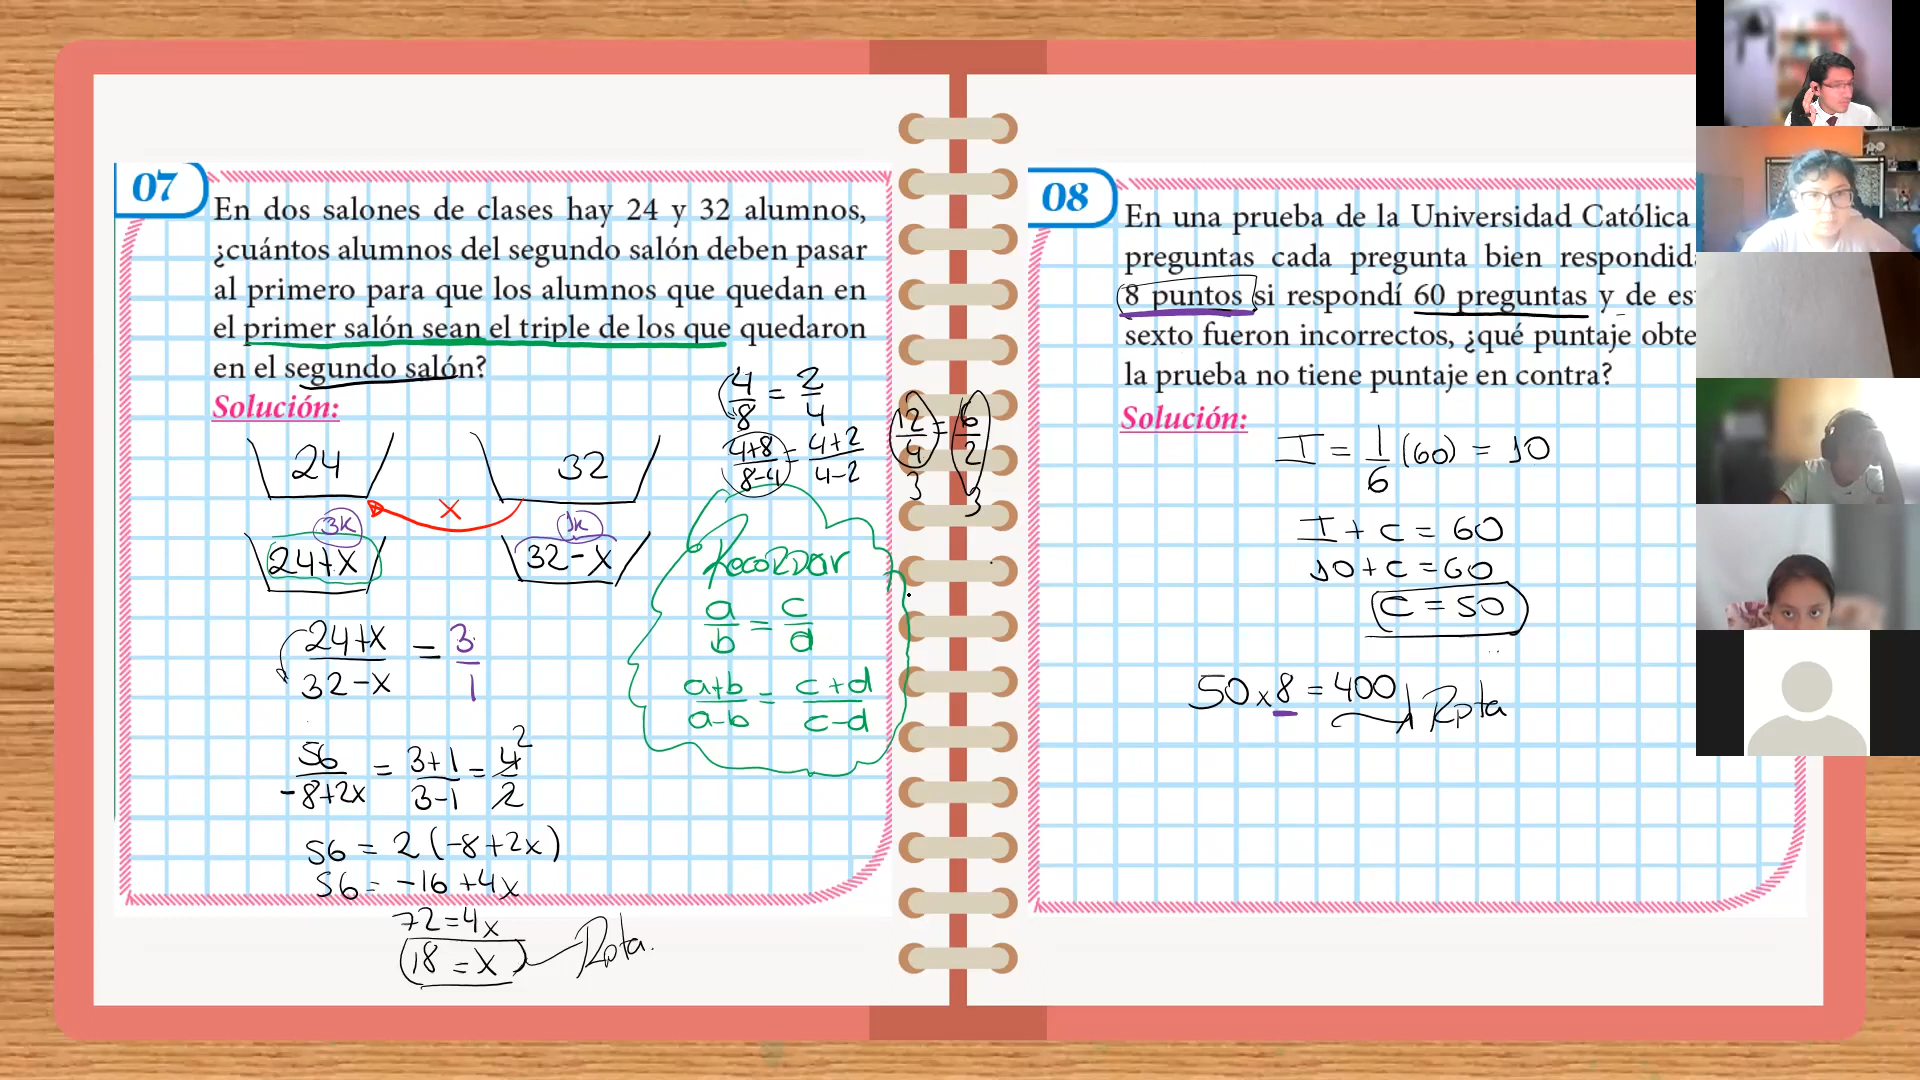 07
En dos salones de clases hay 24 y 32 alumnos,
¿cuántos alumnos del segundo salón deben pasar
al primero para que los alumnos que quedan en
el primer salón sean el triple de los que quedaron
en el segundo salón?
Solución:
24
32
x
3k
1k
24+x
32-x
24+x / 32-x = 3 / 1
56 / -8+2x = 3+1 / 3-1 = 4 / 2
2
56 = 2(-8+2x)
56 = -16+4x
72 = 4x
18 = x
Rpta.
4/8 = 2/4
4+8 / 8-4 = 4+2 / 4-2
12/4 = 6/2
3
3
Recordar
a/b = c/d
a+b / a-b = c+d / c-d
08
En una prueba de la Universidad Católica
preguntas cada pregunta bien respondid
8 puntos si respondí 60 preguntas y de es
sexto fueron incorrectos, ¿qué puntaje obte
la prueba no tiene puntaje en contra?
Solución:
I = 1/6 (60) = 10
I + C = 60
10 + C = 60
C = 50
50 x 8 = 400
Rpta